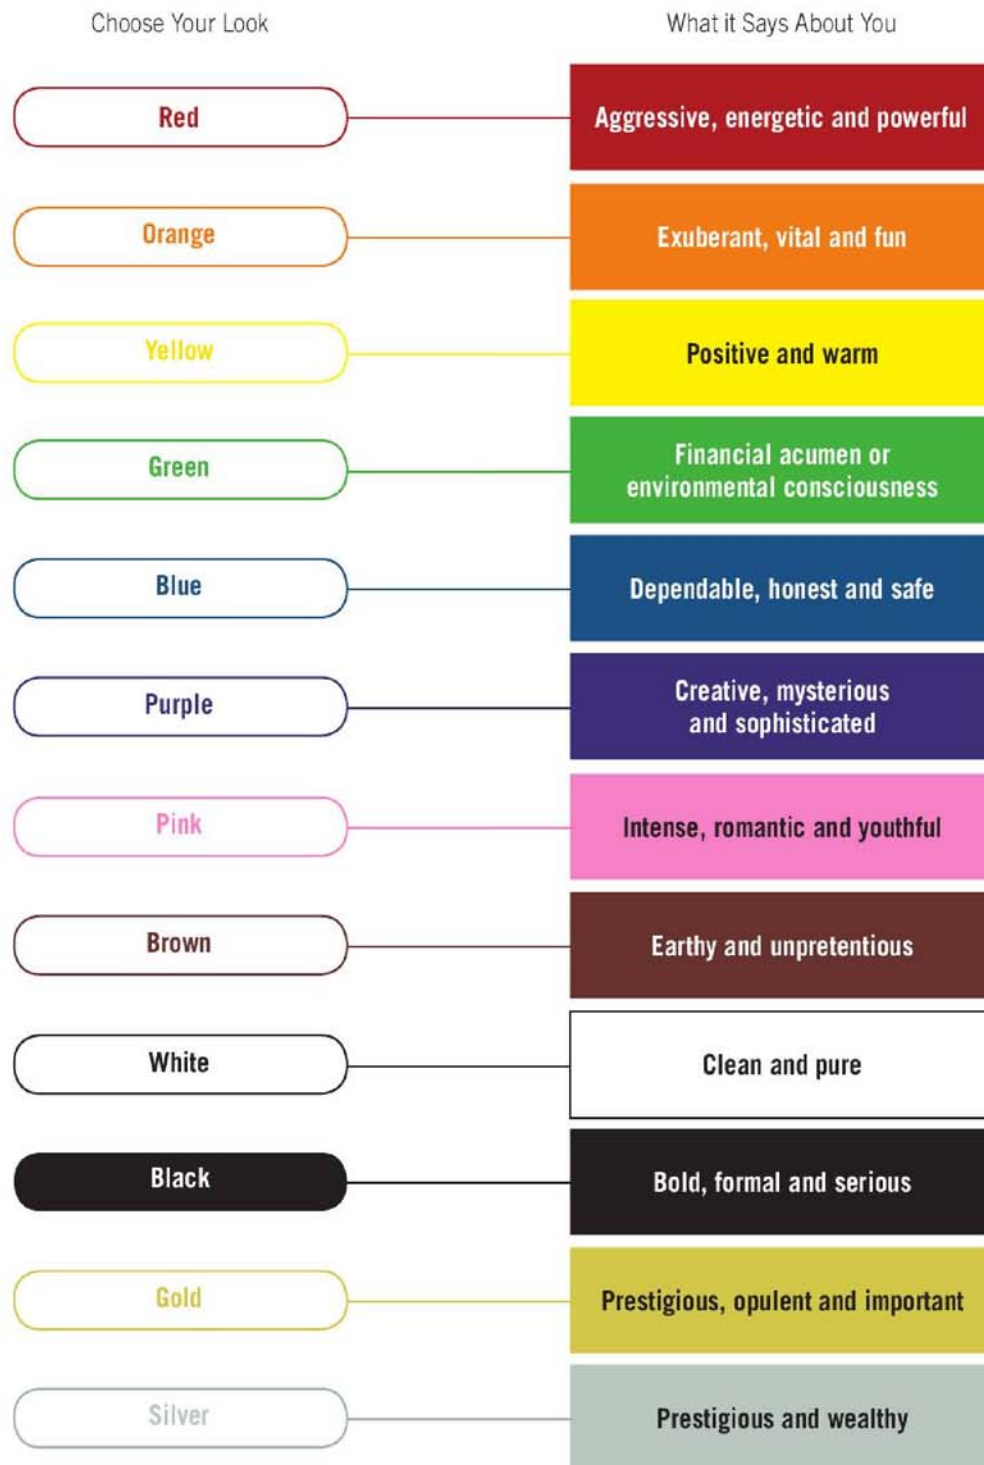 Choose Your Look
What it Says About You
Red
Aggressive, energetic and powerful
Orange
Exuberant, vital and fun
Yellow
Positive and warm
Green
Financial acumen or
environmental consciousness
Blue
Dependable, honest and safe
Purple
Creative, mysterious
and sophisticated
Pink
Intense, romantic and youthful
Brown
Earthy and unpretentious
White
Clean and pure
Black
Bold, formal and serious
Gold
Prestigious, opulent and important
Silver
Prestigious and wealthy